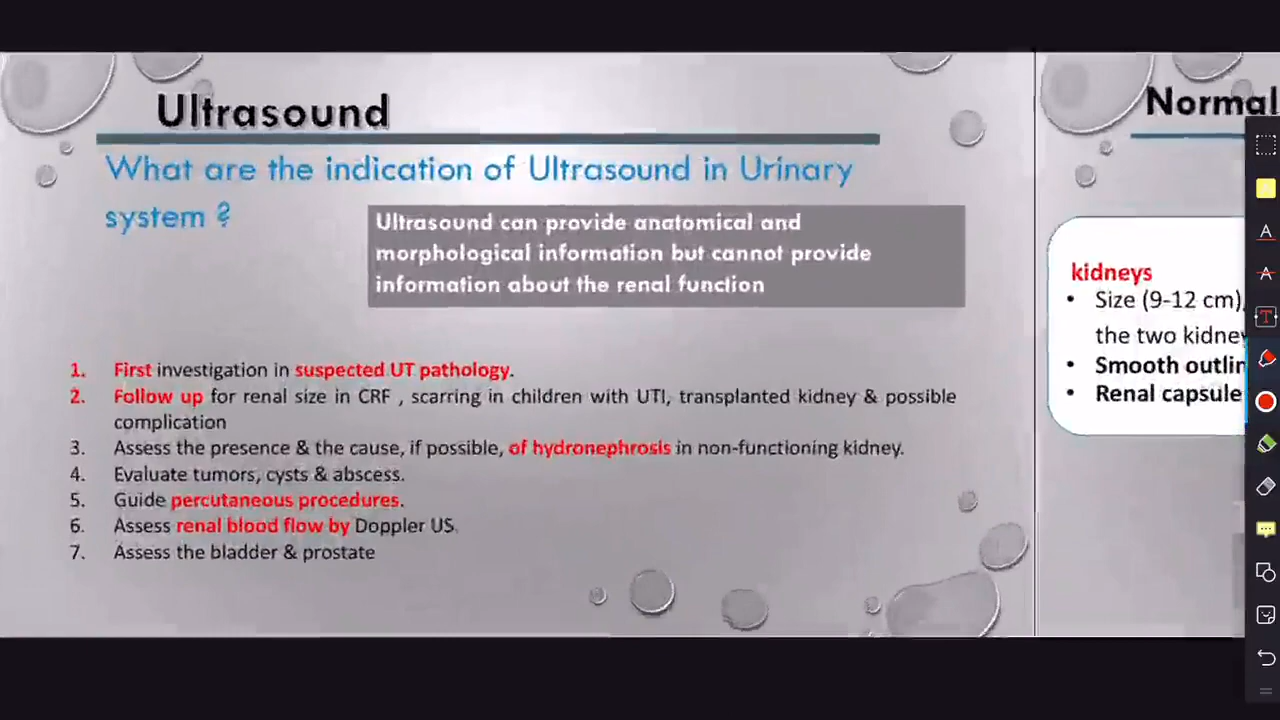 Ultrasound
What are the indication of Ultrasound in Urinary
system ?
Ultrasound can provide anatomical and
morphological information but cannot provide
information about the renal function
1. First investigation in suspected UT pathology.
2. Follow up for renal size in CRF , scarring in children with UTI, transplanted kidney & possible
complication
3. Assess the presence & the cause, if possible, of hydronephrosis in non-functioning kidney.
4. Evaluate tumors, cysts & abscess.
5. Guide percutaneous procedures.
6. Assess renal blood flow by Doppler US.
7. Assess the bladder & prostate
Normal
kidneys
• Size (9-12 cm),
the two kidney
• Smooth outlin
• Renal capsule